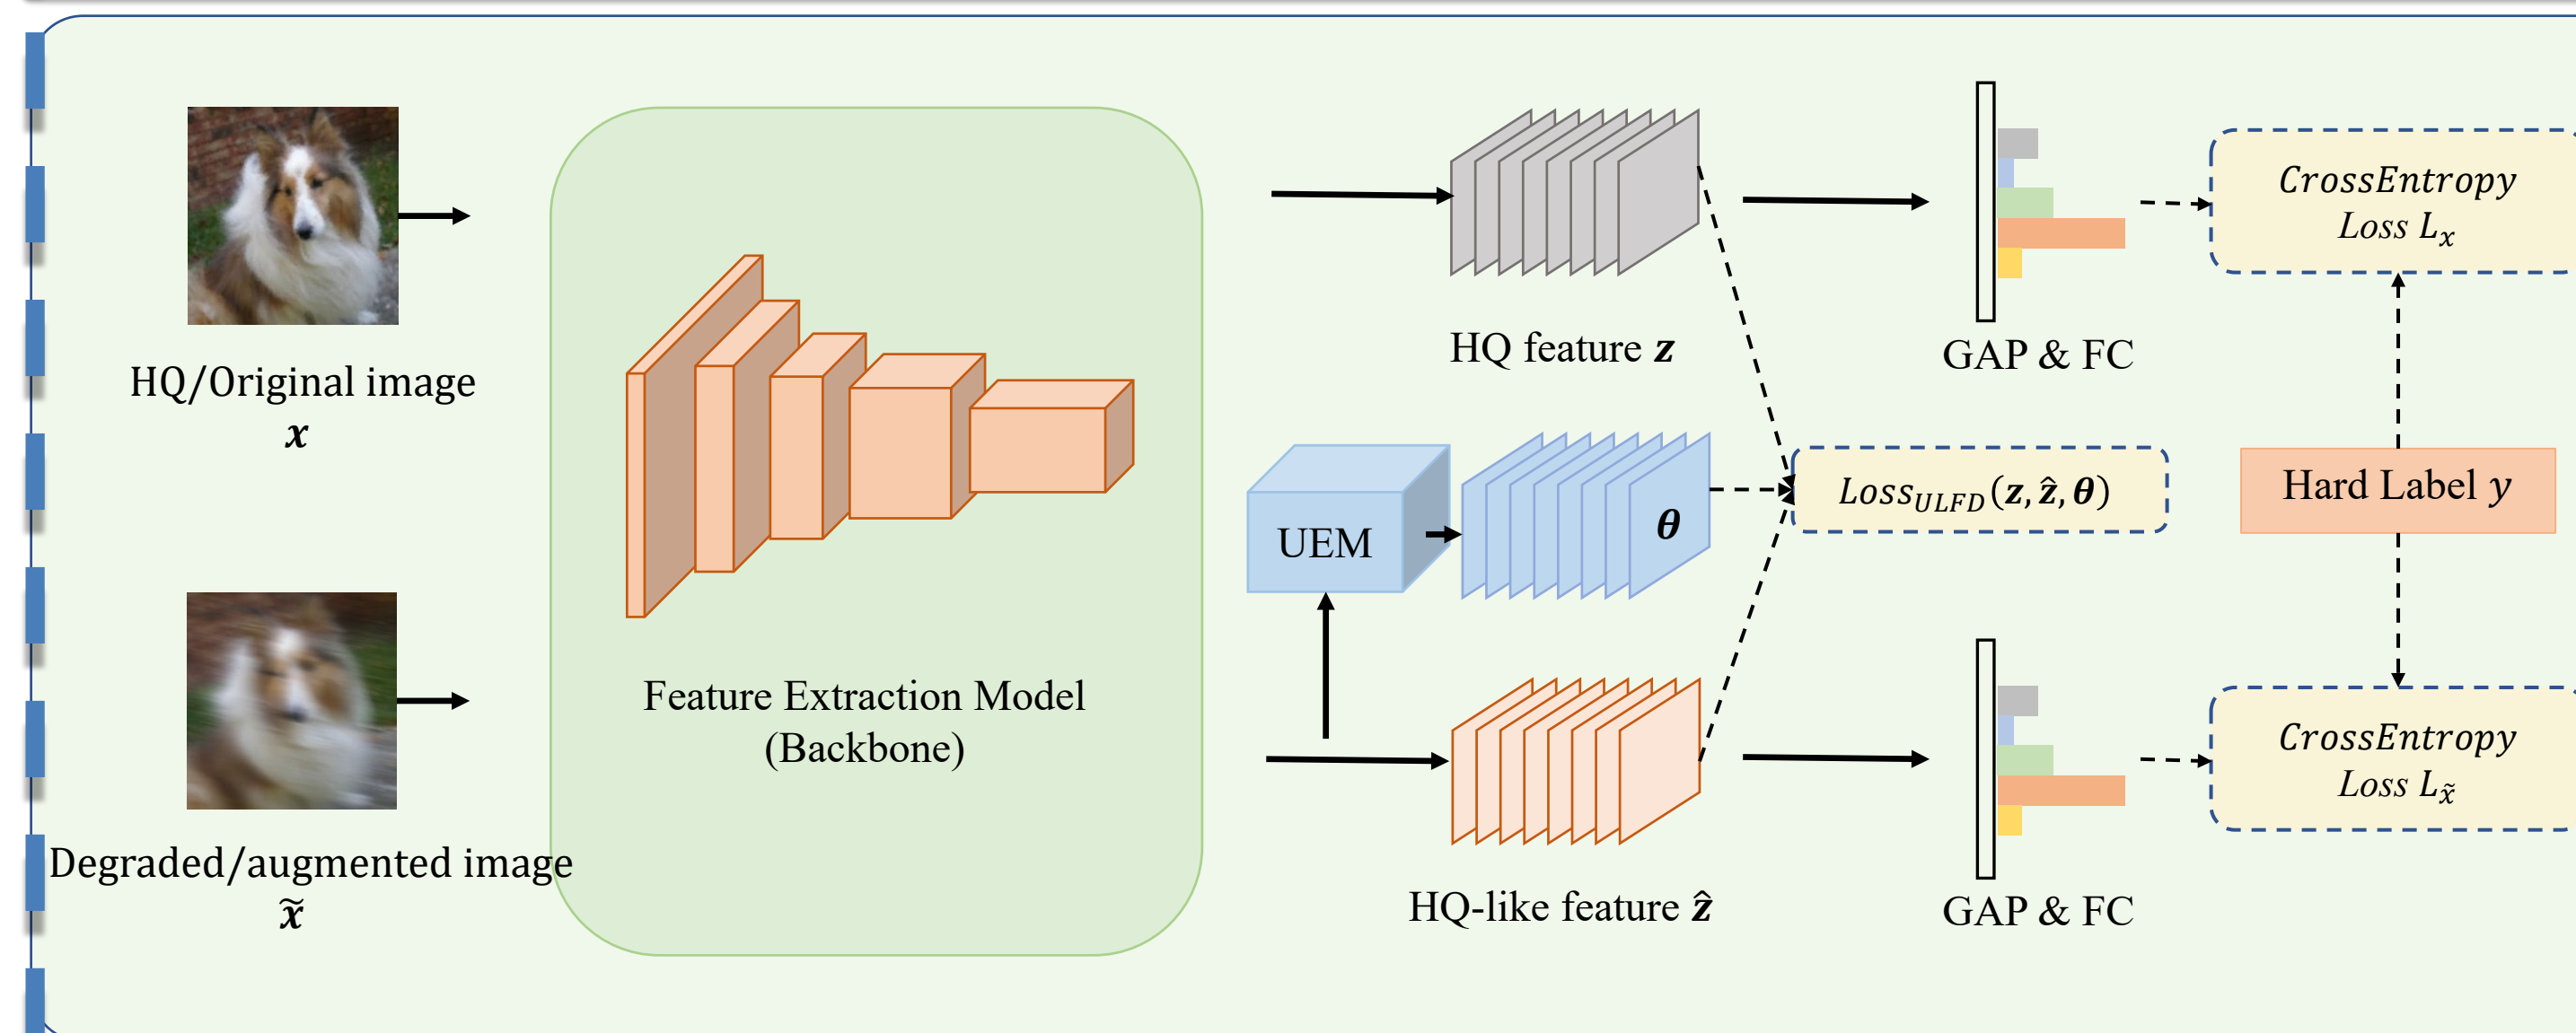 HQ/Original image
x
Degraded/augmented image
x̃
Feature Extraction Model
(Backbone)
HQ feature z
UEM
θ
HQ-like feature ẑ
GAP & FC
Loss_ULFD(z, ẑ, θ)
GAP & FC
CrossEntropy
Loss L_x
Hard Label y
CrossEntropy
Loss L_x̃